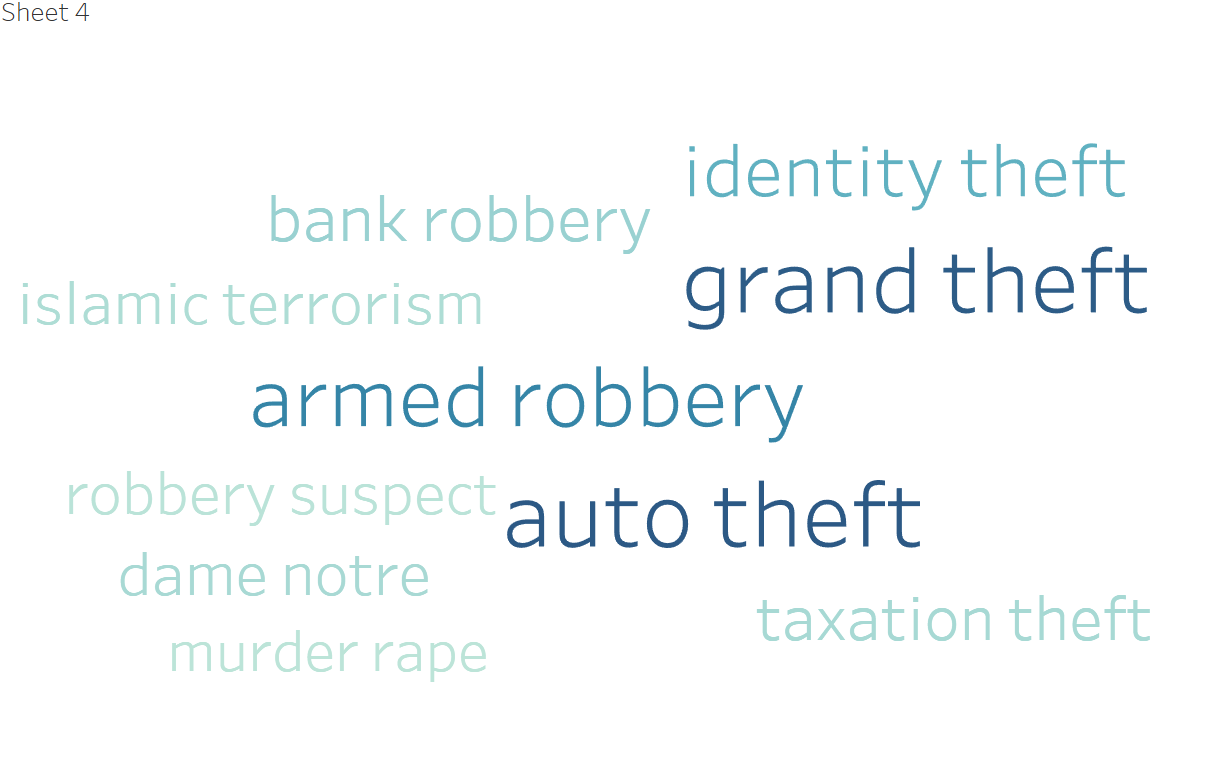 Sheet 4
identity theft
bank robbery
grand theft
islamic terrorism
armed robbery
robbery suspect
auto theft
dame notre
taxation theft
murder rape